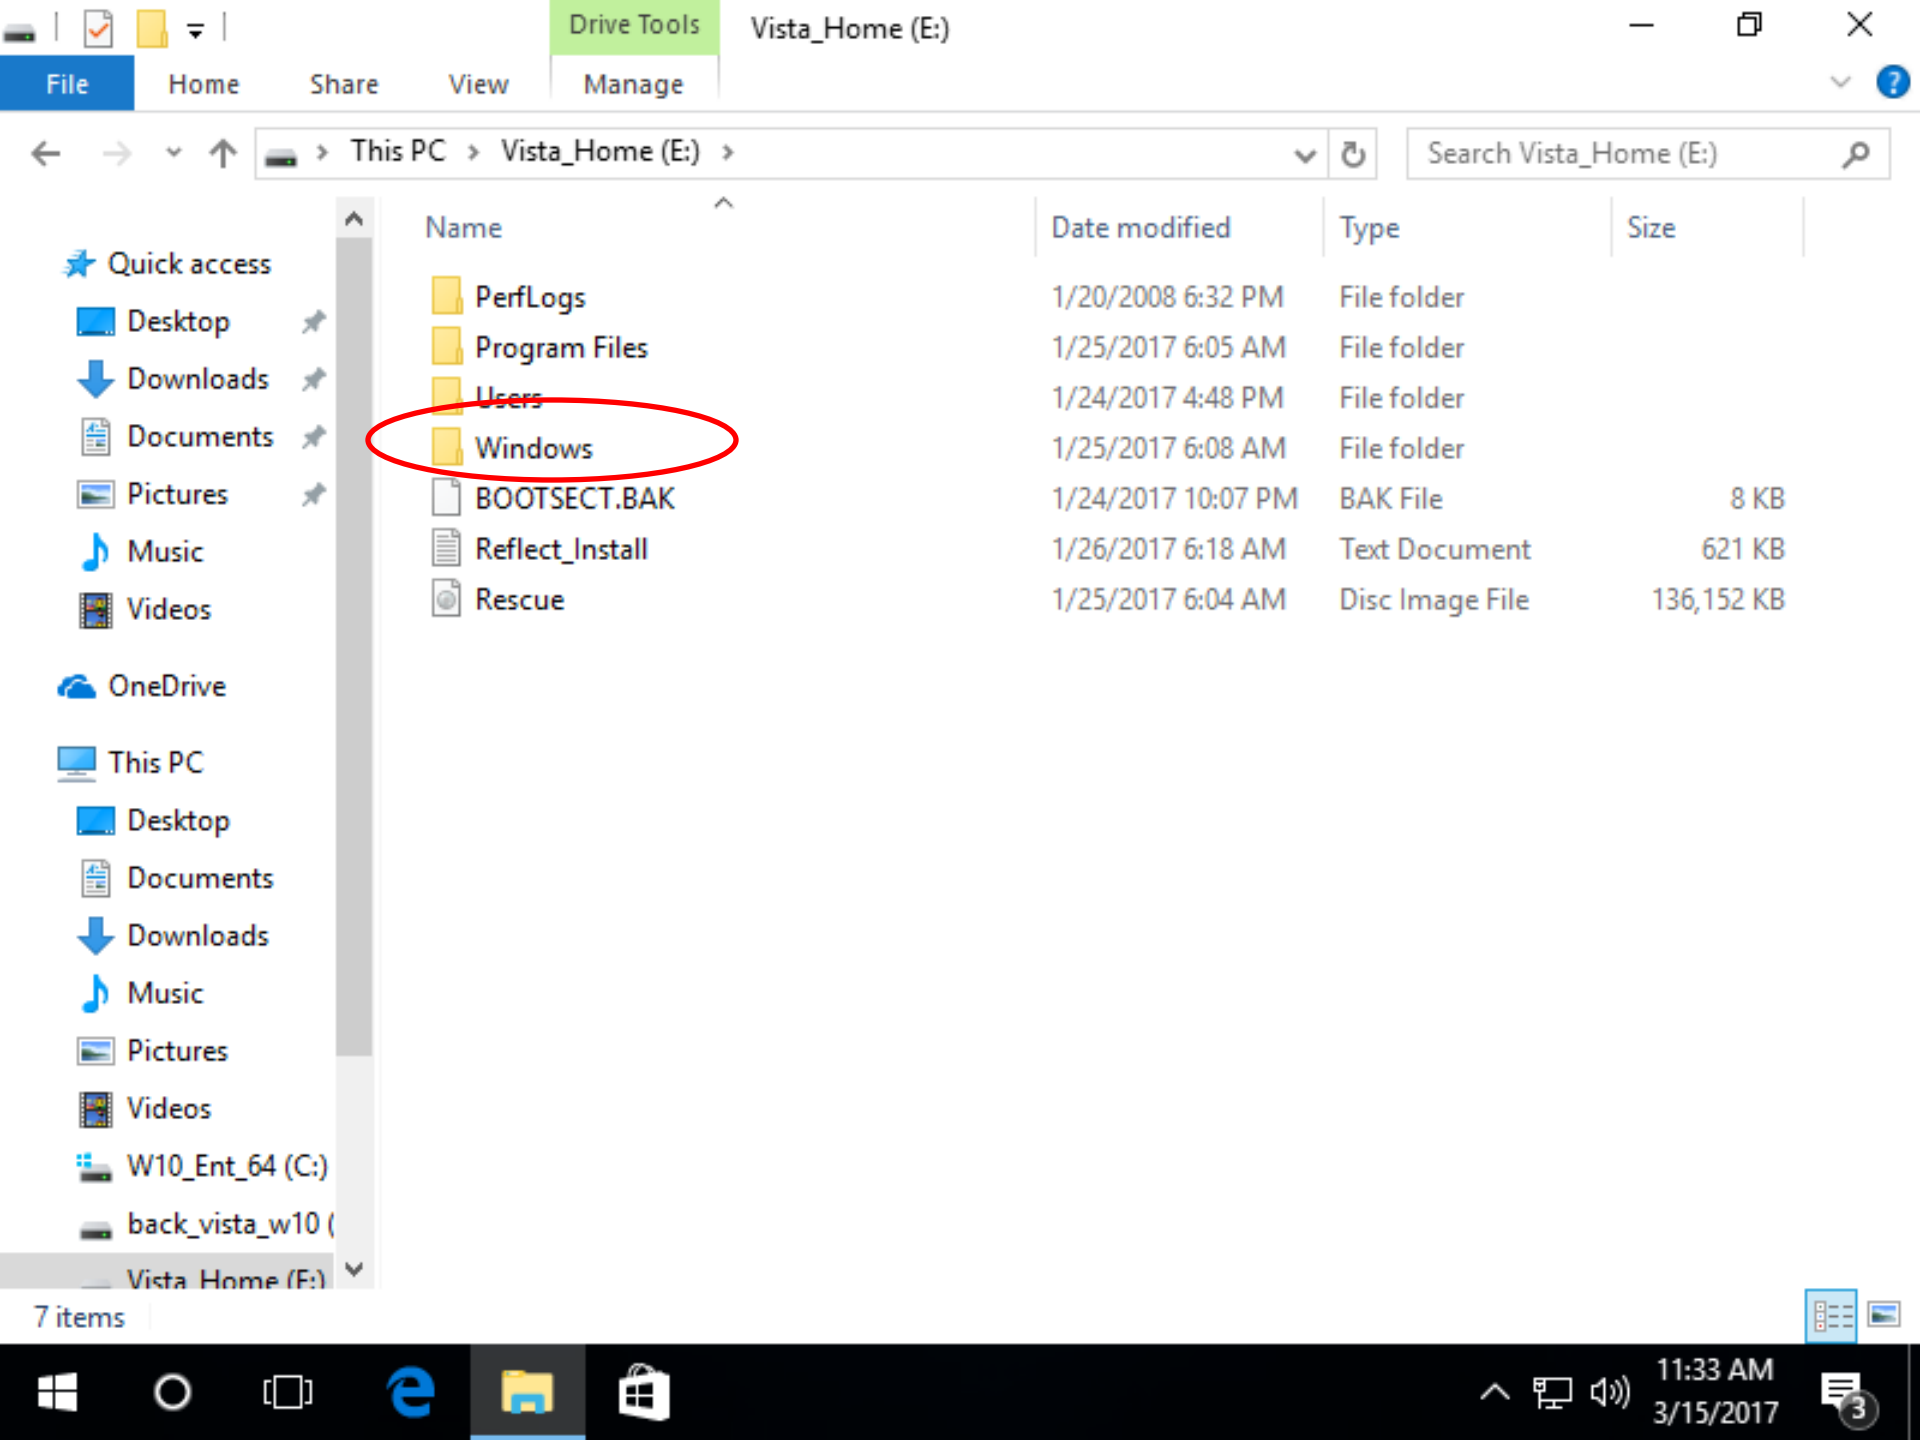 Drive Tools
Vista_Home (E:)
File
Home
Share
View
Manage
?
This PC
Vista_Home (E:)
Search Vista_Home (E:)
Name
Date modified
Type
Size
PerfLogs 1/20/2008 6:32 PM File folder
Program Files 1/25/2017 6:05 AM File folder
Users 1/24/2017 4:48 PM File folder
Windows 1/25/2017 6:08 AM File folder
BOOTSECT.BAK 1/24/2017 10:07 PM BAK File 8 KB
Reflect_Install 1/26/2017 6:18 AM Text Document 621 KB
Rescue 1/25/2017 6:04 AM Disc Image File 136,152 KB
Quick access
Desktop
Downloads
Documents
Pictures
Music
Videos
OneDrive
This PC
Desktop
Documents
Downloads
Music
Pictures
Videos
W10_Ent_64 (C:)
back_vista_w10 (
Vista_Home (E:)
7 items
11:33 AM
3/15/2017
3